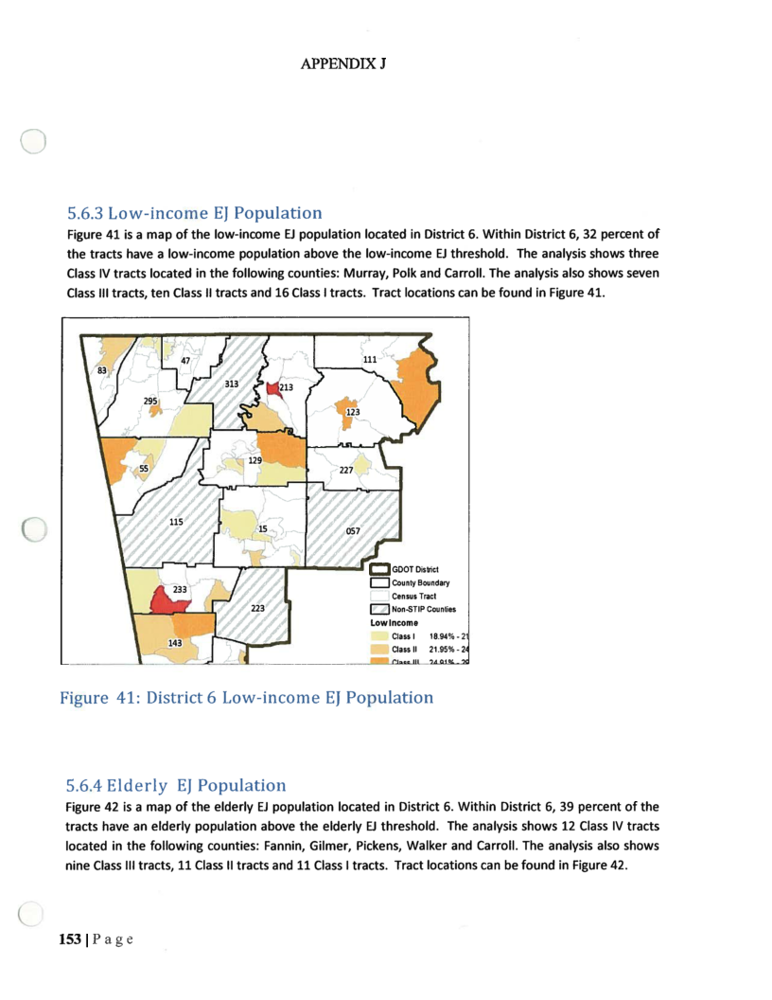 APPENDIX J
5.6.3 Low-income EJ Population
Figure 41 is a map of the low-income EJ population located in District 6. Within District 6, 32 percent of
the tracts have a low-income population above the low-income EJ threshold. The analysis shows three
Class IV tracts located in the following counties: Murray, Polk and Carroll. The analysis also shows seven
Class III tracts, ten Class II tracts and 16 Class I tracts. Tract locations can be found in Figure 41.
83
47
313
213
111
295
123
55
129
227
115
15
057
233
223
143
GDOT District
County Boundary
Census Tract
Non-STIP Counties
Low Income
Class I 18.94% - 21
Class II 21.95% - 24
Class III 24.91% - 29
Figure 41: District 6 Low-income EJ Population
5.6.4 Elderly EJ Population
Figure 42 is a map of the elderly EJ population located in District 6. Within District 6, 39 percent of the
tracts have an elderly population above the elderly EJ threshold. The analysis shows 12 Class IV tracts
located in the following counties: Fannin, Gilmer, Pickens, Walker and Carroll. The analysis also shows
nine Class III tracts, 11 Class II tracts and 11 Class I tracts. Tract locations can be found in Figure 42.
153 | P a g e